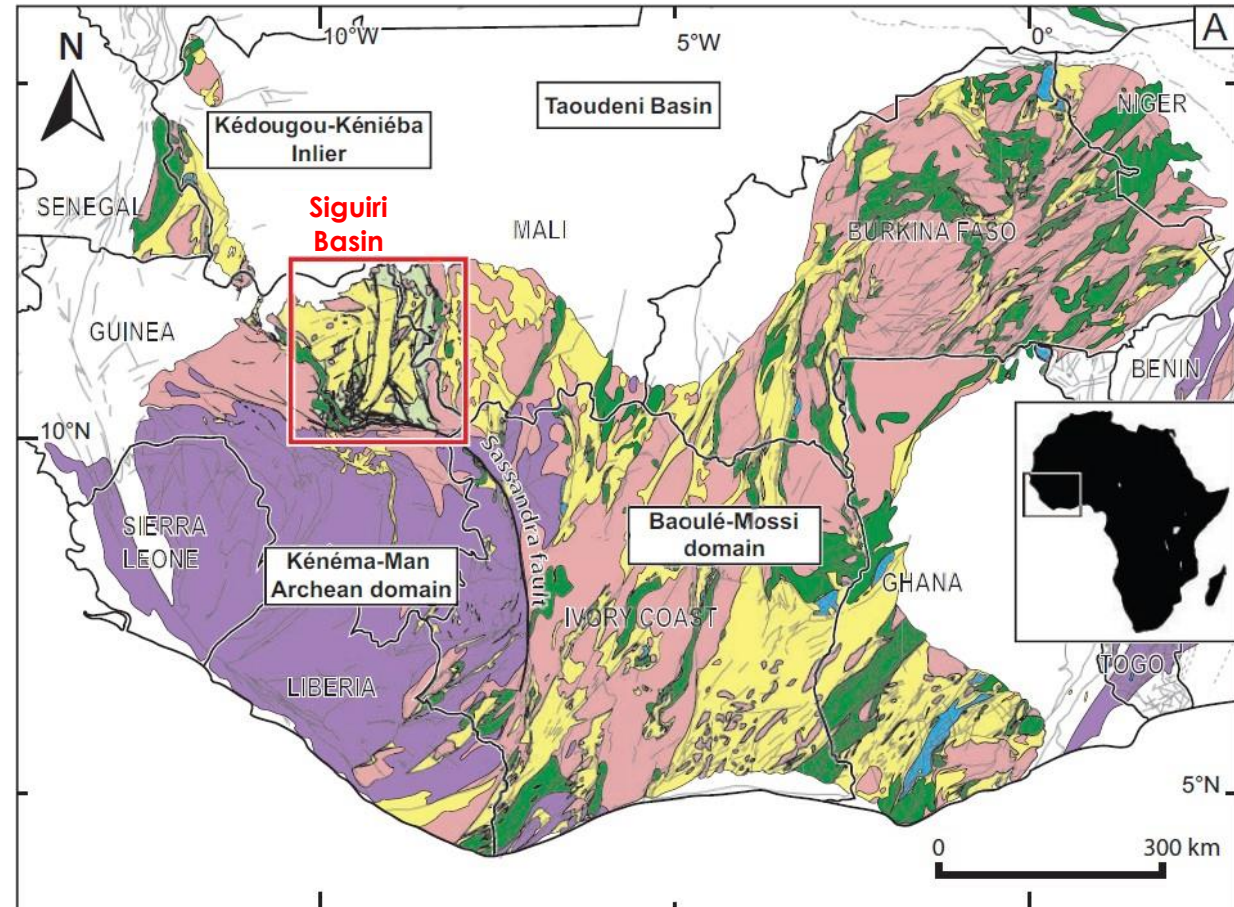 A
N
10°W
5°W
0°
Taoudeni Basin
NIGER
Kédougou-Kéniéba
Inlier
SENEGAL
Siguiri
Basin
MALI
BURKINA FASO
GUINEA
BENIN
10°N
Sassandra fault
SIERRA
LEONE
Baoulé-Mossi
domain
Kénéma-Man
Archean domain
GHANA
IVORY COAST
TOGO
LIBERIA
5°N
0
300 km